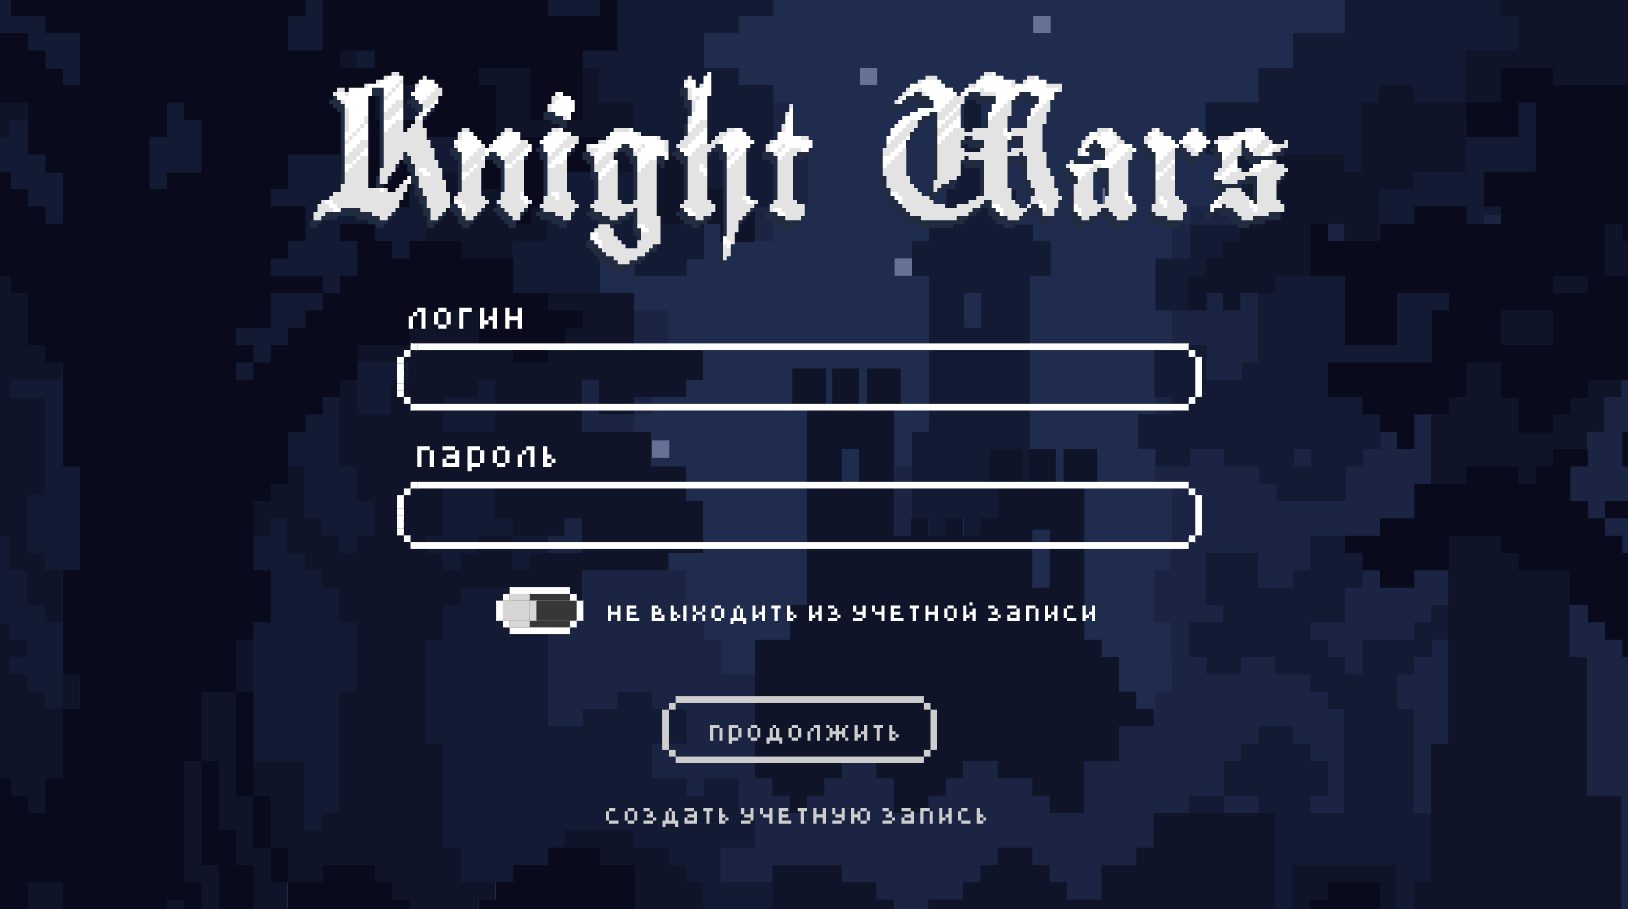 Knight Wars
логин
пароль
не выходить из учетной записи
продолжить
создать учетную запись